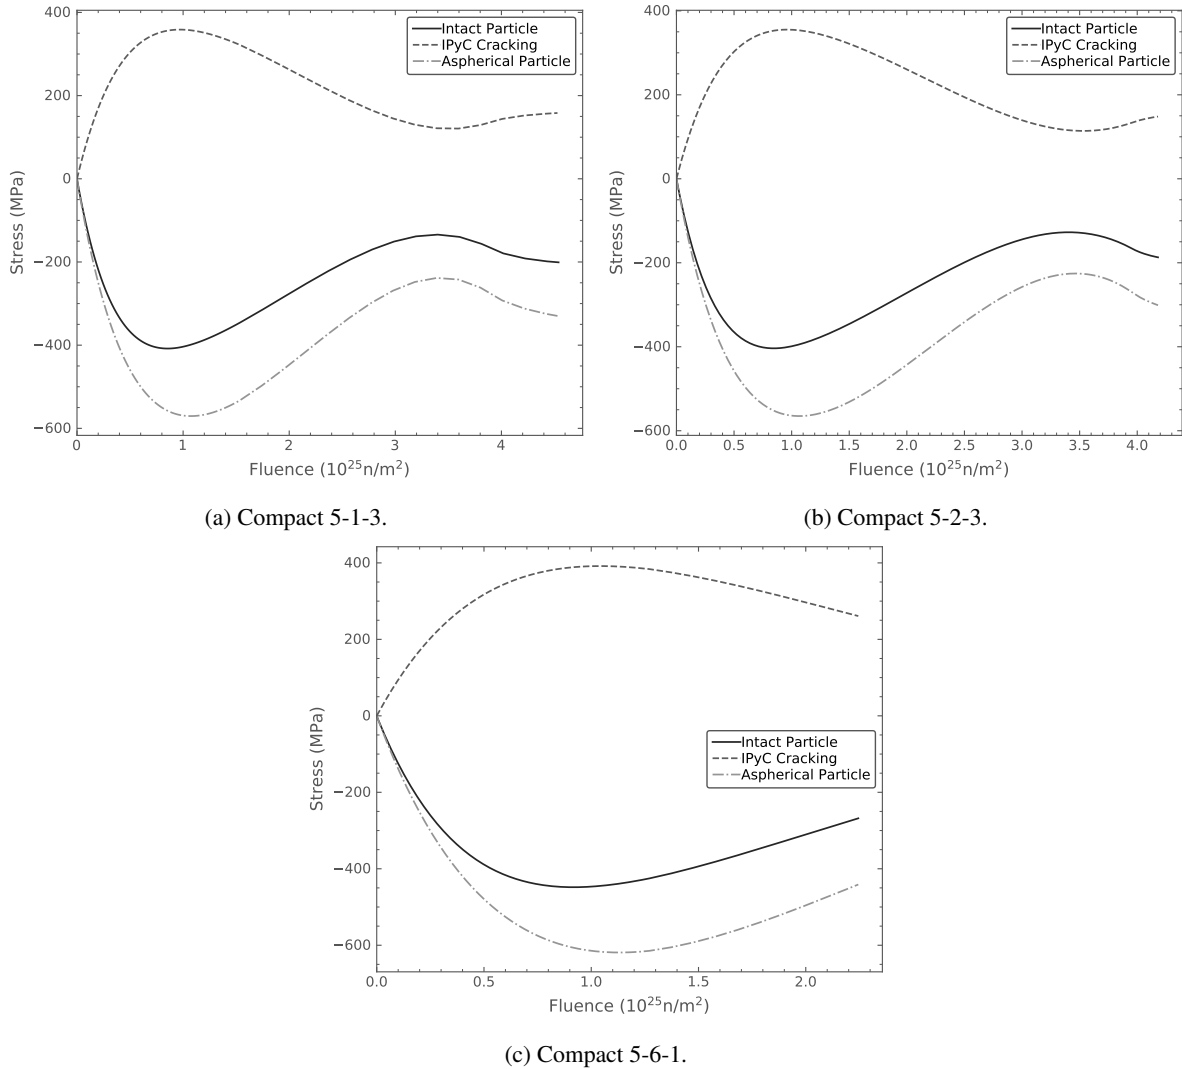 400
200
0
−200
−400
−600
Stress (MPa)
Intact Particle
IPyC Cracking
Aspherical Particle
0 1 2 3 4
Fluence (10²⁵n/m²)
(a) Compact 5-1-3.
400
200
0
−200
−400
−600
Stress (MPa)
Intact Particle
IPyC Cracking
Aspherical Particle
0.0 0.5 1.0 1.5 2.0 2.5 3.0 3.5 4.0
Fluence (10²⁵n/m²)
(b) Compact 5-2-3.
400
200
0
−200
−400
−600
Stress (MPa)
Intact Particle
IPyC Cracking
Aspherical Particle
0.0 0.5 1.0 1.5 2.0
Fluence (10²⁵n/m²)
(c) Compact 5-6-1.